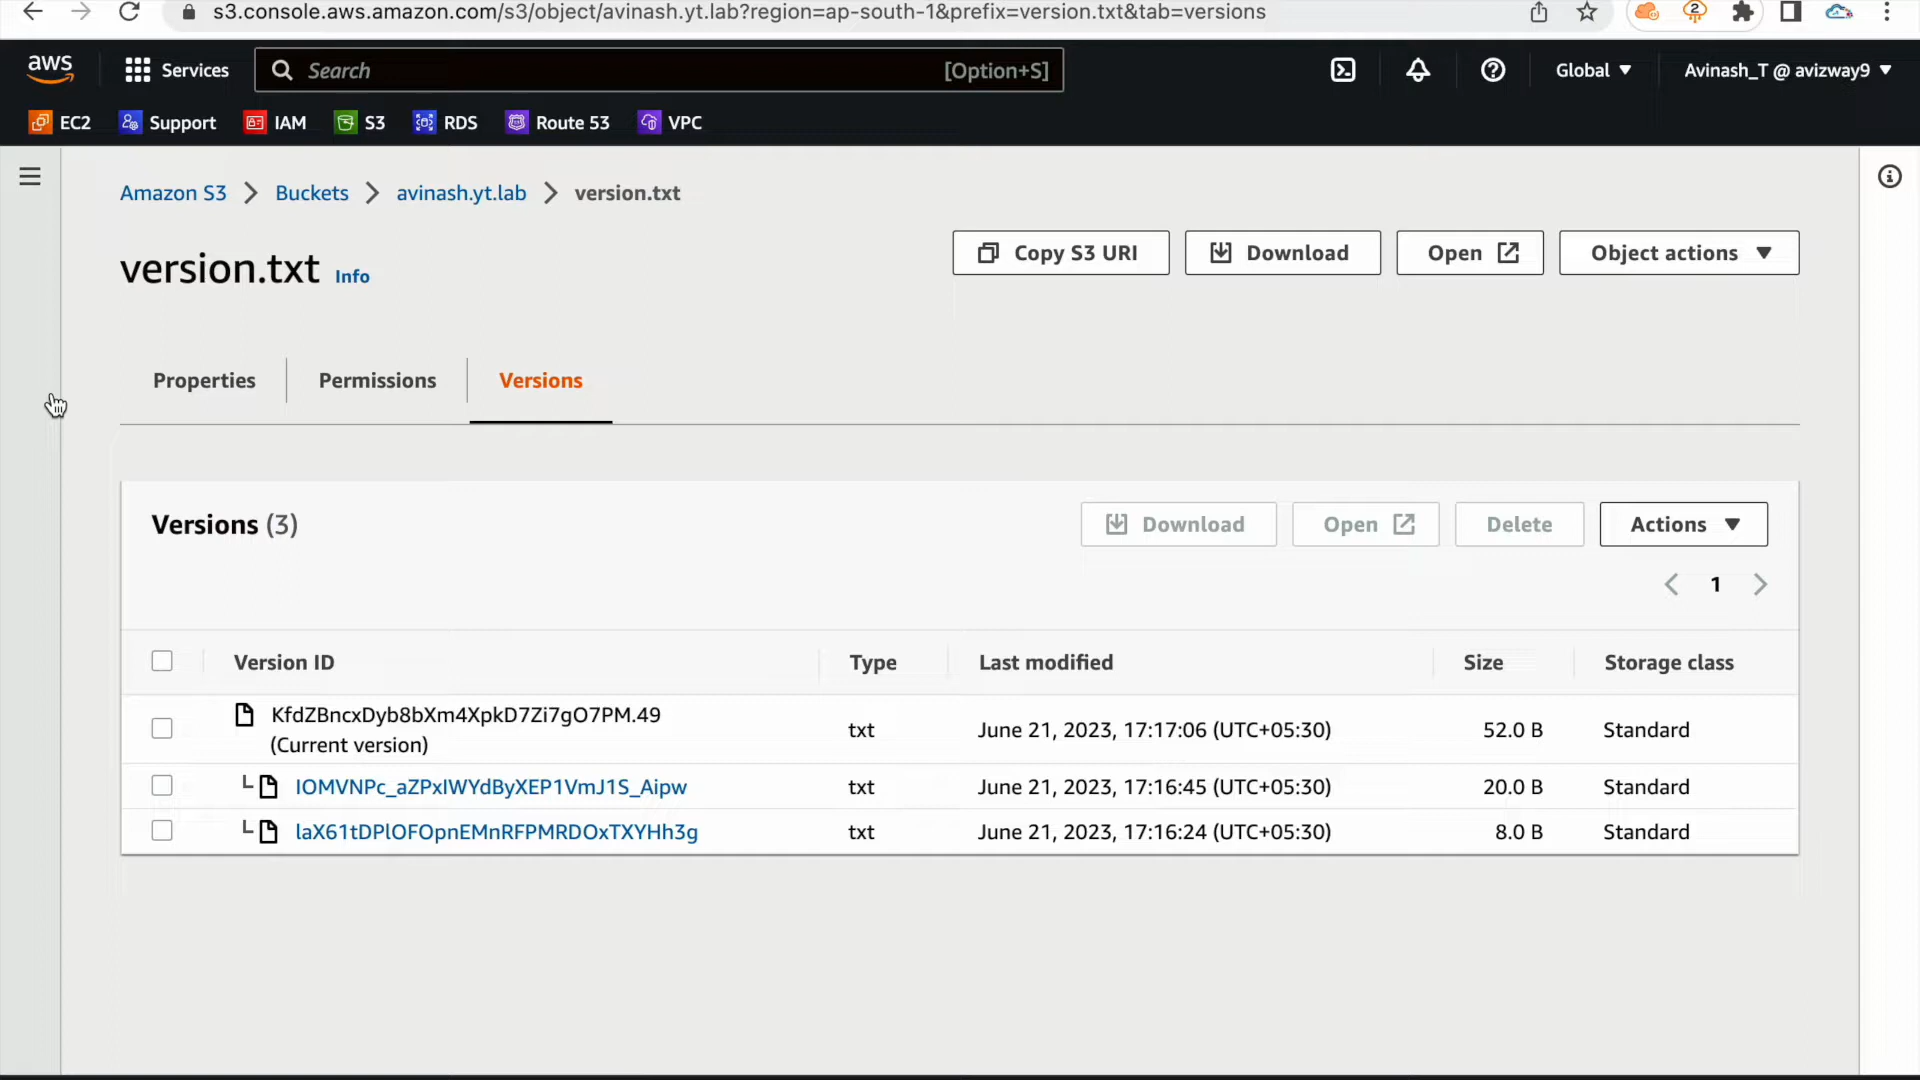 s3.console.aws.amazon.com/s3/object/avinash.yt.lab?region=ap-south-1&prefix=version.txt&tab=versions
2
aws Services Search [Option+S] Global Avinash_T @ avizway9
EC2 Support IAM S3 RDS Route 53 VPC
Amazon S3 Buckets avinash.yt.lab version.txt
version.txt Info Copy S3 URI Download Open Object actions
Properties Permissions Versions
Versions (3) Download Open Delete Actions
1
Version ID Type Last modified Size Storage class
KfdZBncxDyb8bXm4XpkD7Zi7gO7PM.49
(Current version) txt June 21, 2023, 17:17:06 (UTC+05:30) 52.0 B Standard
IOMVNPc_aZPxIWYdByXEP1VmJ1S_Aipw txt June 21, 2023, 17:16:45 (UTC+05:30) 20.0 B Standard
laX61tDPlOFOpnEMnRFPMRDOxTXYHh3g txt June 21, 2023, 17:16:24 (UTC+05:30) 8.0 B Standard